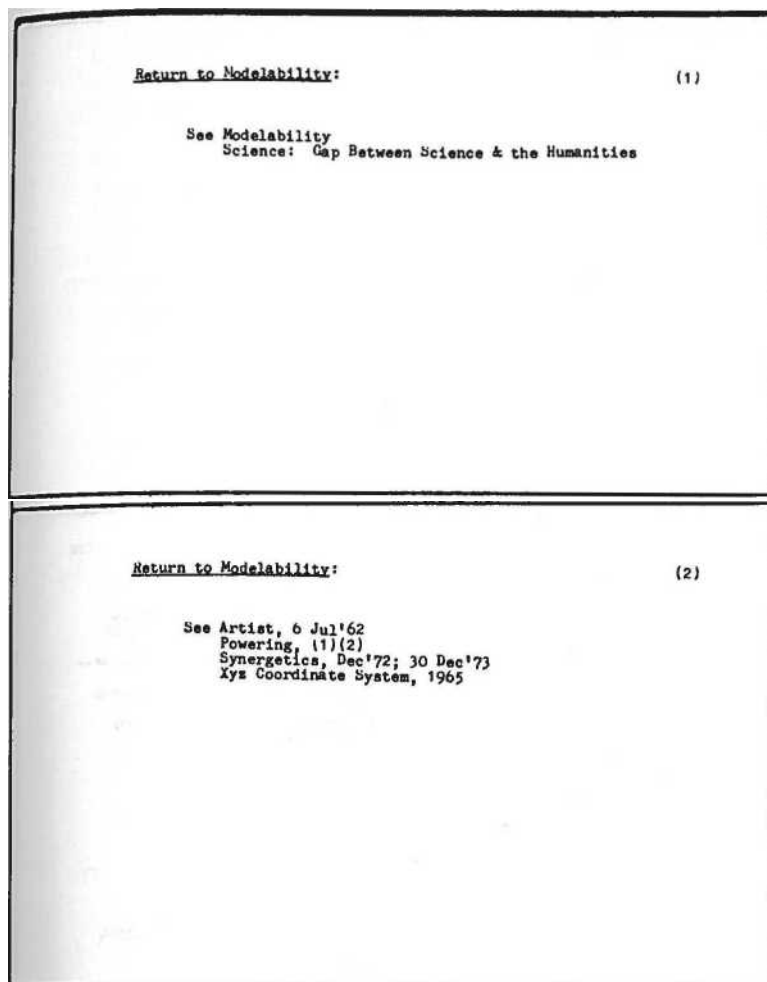 Return to Modelability: (1)
See Modelability
Science: Gap Between Science & the Humanities
Return to Modelability: (2)
See Artist, 6 Jul'62
Powering, (1)(2)
Synergetics, Dec'72; 30 Dec'73
Xyz Coordinate System, 1965